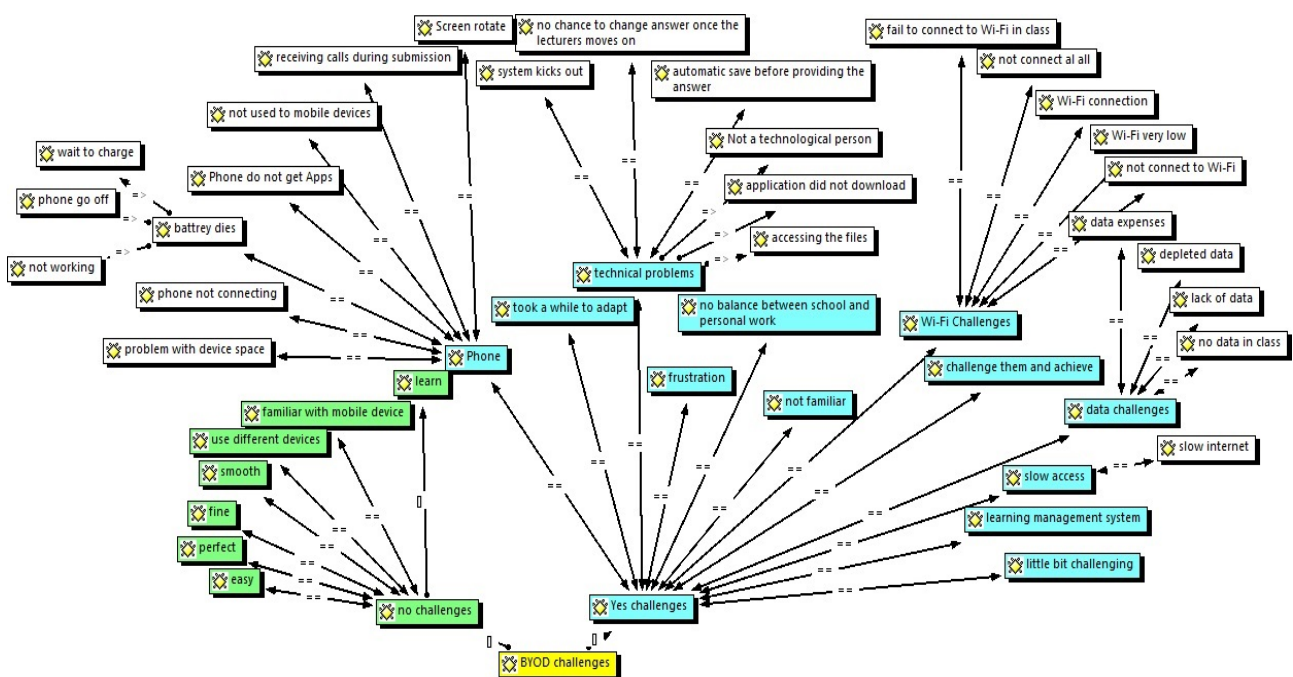 Screen rotate
no chance to change answer once the
lecturers moves on
fail to connect to Wi-Fi in class
receiving calls during submission
system kicks out
automatic save before providing the
answer
not connect al all
not used to mobile devices
Wi-Fi connection
wait to charge
Not a technological person
Wi-Fi very low
Phone do not get Apps
application did not download
not connect to Wi-Fi
phone go off
battrey dies
accessing the files
data expenses
not working
technical problems
depleted data
phone not connecting
took a while to adapt
no balance between school and
personal work
Wi-Fi Challenges
lack of data
problem with device space
Phone
no data in class
learn
frustration
challenge them and achieve
familiar with mobile device
not familiar
data challenges
use different devices
slow internet
smooth
slow access
fine
learning management system
perfect
easy
little bit challenging
no challenges
Yes challenges
BYOD challenges